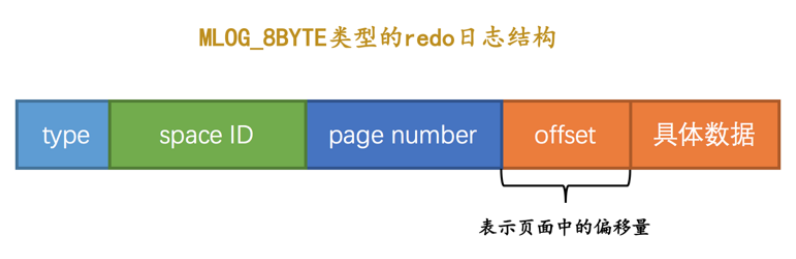 MLOG_8BYTE类型的redo日志结构
type space ID page number offset 具体数据
表示页面中的偏移量